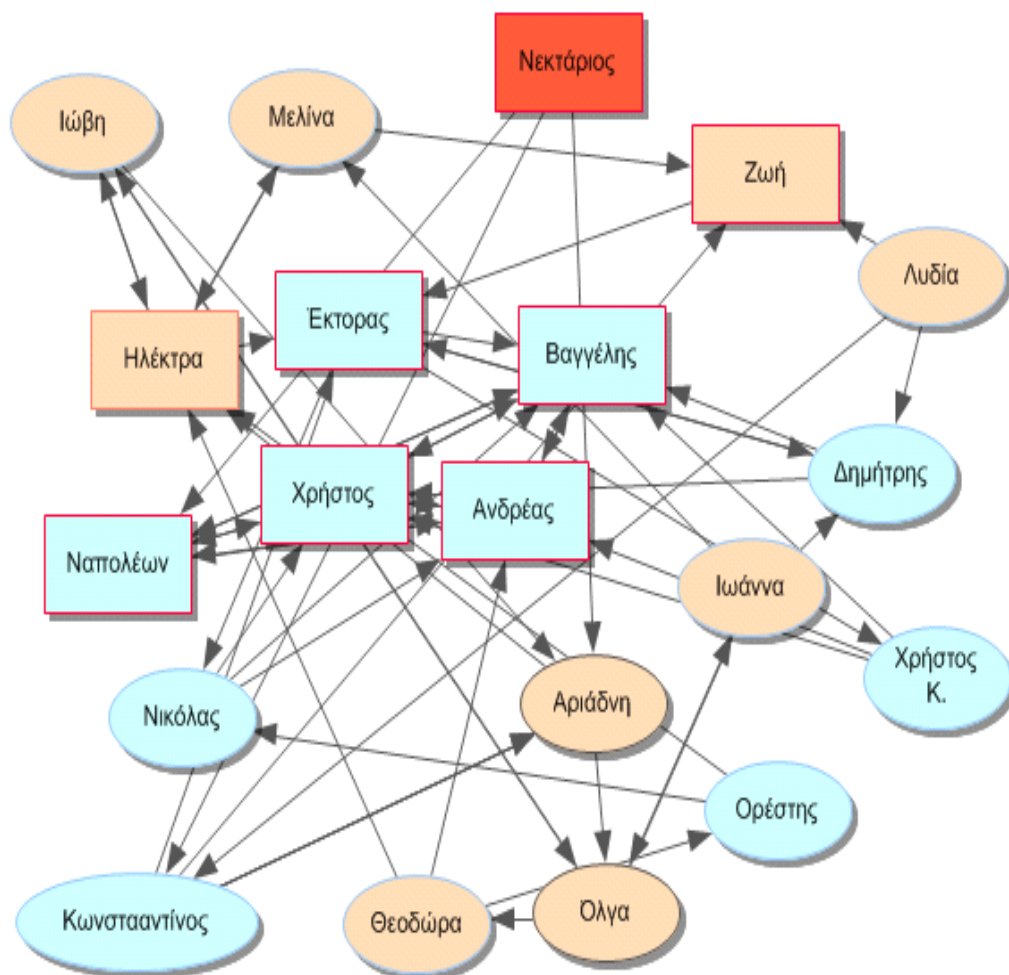 Νεκτάριος
Ιώβη
Μελίνα
Ζωή
Λυδία
Έκτορας
Ηλέκτρα
Βαγγέλης
Χρήστος
Ανδρέας
Δημήτρης
Ναπολέων
Ιωάννα
Χρήστος
Κ.
Αριάδνη
Νικόλας
Ορέστης
Κωνσтααντίνος
Θεοδώρα
Όλγα